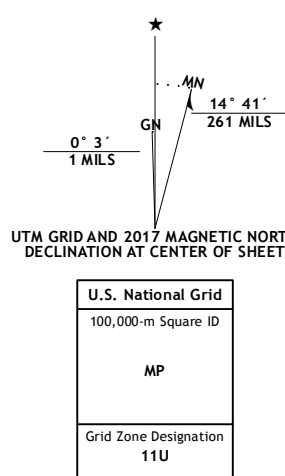 ★
MN
14° 41´
261 MILS
GN
0° 3´
1 MILS
UTM GRID AND 2017 MAGNETIC NORT
DECLINATION AT CENTER OF SHEET
U.S. National Grid
100,000-m Square ID
MP
Grid Zone Designation
11U